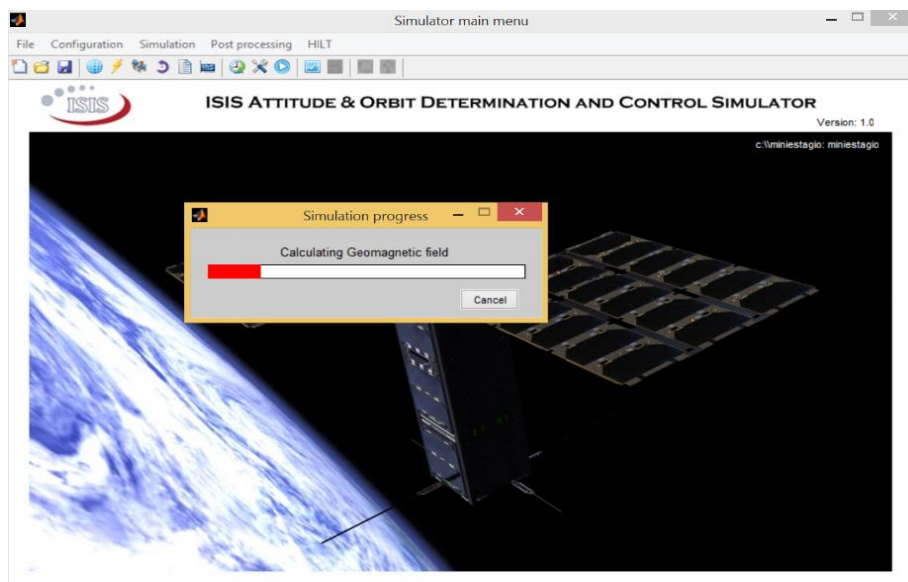 Simulator main menu
File Configuration Simulation Post processing HILT
ISIS
ISIS ATTITUDE & ORBIT DETERMINATION AND CONTROL SIMULATOR
Version: 1.0
c:\\miniestagio: miniestagio
Simulation progress
Calculating Geomagnetic field
Cancel